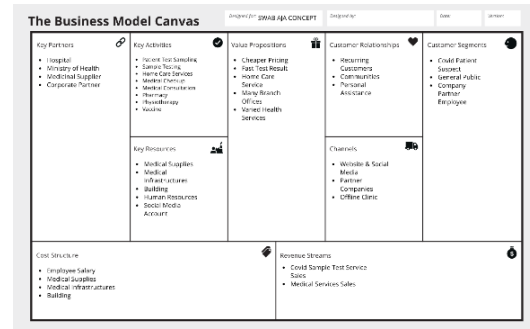 The Business Model Canvas
Designed for: SWAB AJA CONCEPT
Designed by:
Date:
Version:
Key Partners
Hospital
Ministry of Health
Medicinal Supplier
Corporate Partner
Key Activities
Patient Test Sampling
Sample Testing
Home Care Services
Medical Checkup
Medical Consultation
Pharmacy
Physiotherapy
Vaccine
Key Resources
Medical Supplies
Medical
Infrastructures
Building
Human Resources
Social Media
Account
Value Propositions
Cheaper Pricing
Fast Test Result
Home Care
Service
Many Branch
Offices
Varied Health
Services
Customer Relationships
Recurring
Customers
Communities
Personal
Assistance
Channels
Website & Social
Media
Partner
Companies
Offline Clinic
Customer Segments
Covid Patient
Suspect
General Public
Company
Partner
Employee
Cost Structure
Employee Salary
Medical Supplies
Medical Infrastructures
Building
Revenue Streams
Covid Sample Test Service
Sales
Medical Services Sales